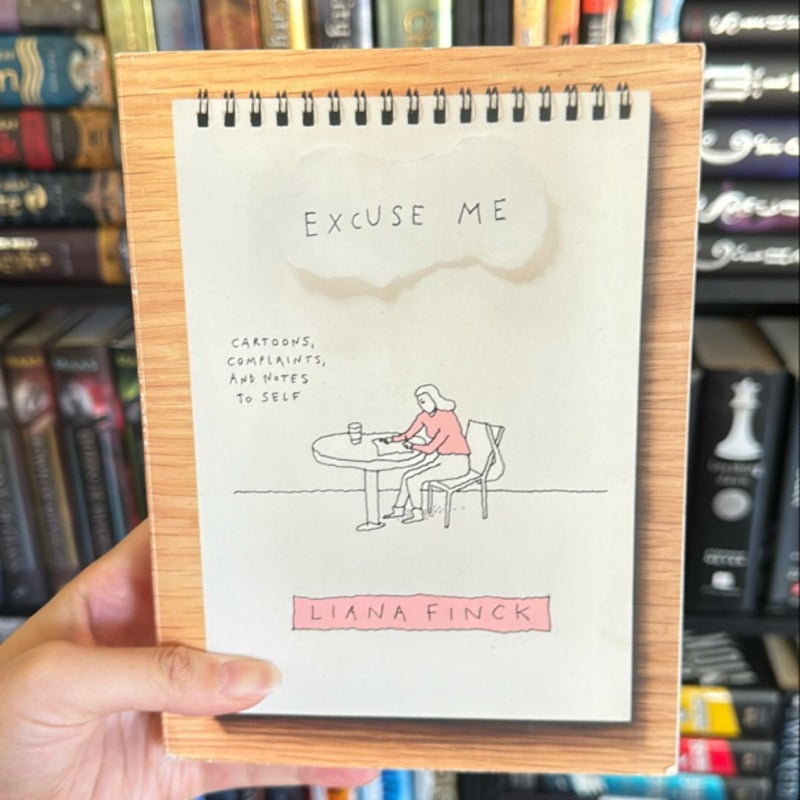 EXCUSE ME
CARTOONS,
COMPLAINTS,
AND NOTES
TO SELF
LIANA FINCK